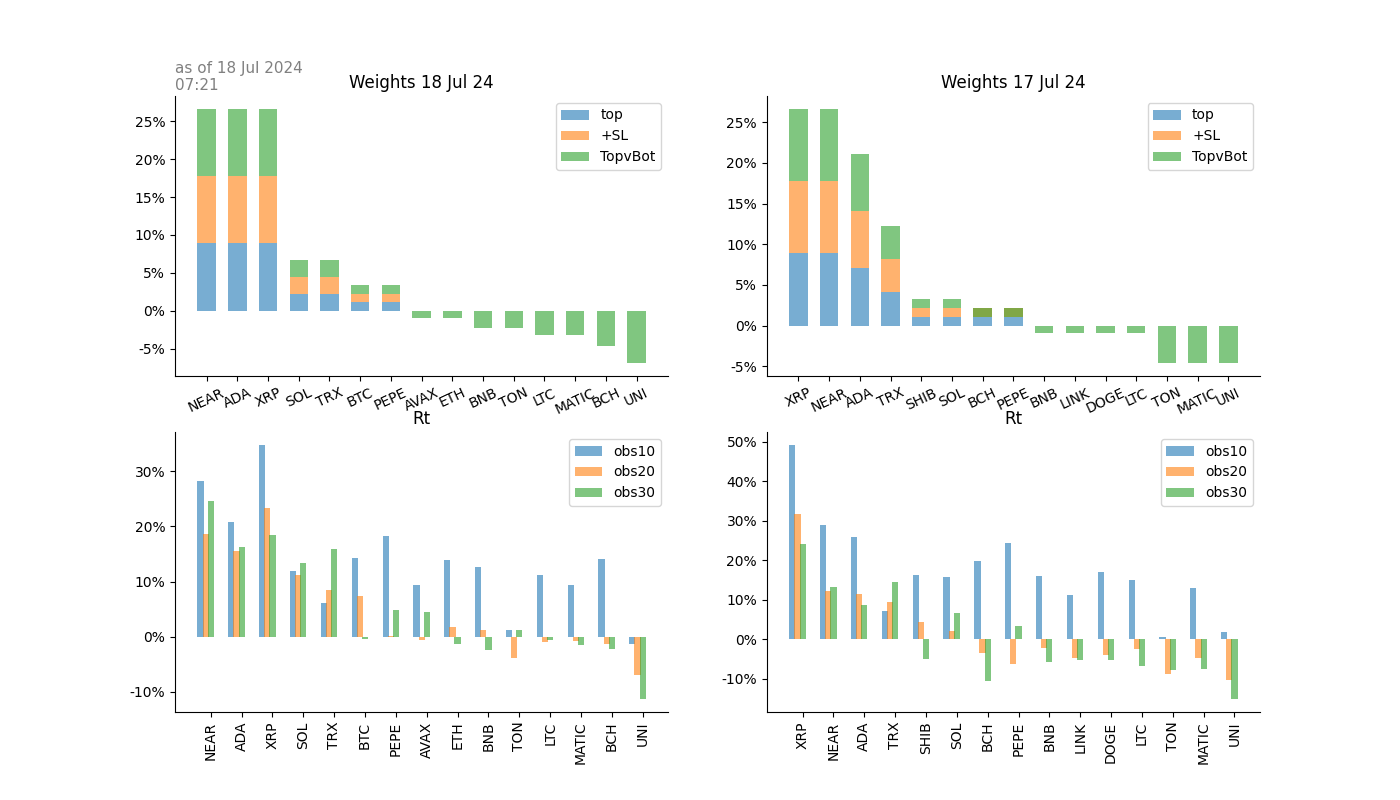 as of 18 Jul 2024
07:21
Weights 18 Jul 24
25%
20%
15%
10%
5%
0%
-5%
top
+SL
TopvBot
NEAR ADA XRP SOL TRX BTC PEPE AVAX ETH BNB TON LTC MATIC BCH UNI
Weights 17 Jul 24
25%
20%
15%
10%
5%
0%
-5%
top
+SL
TopvBot
XRP NEAR ADA TRX SHIB SOL BCH PEPE BNB LINK DOGE LTC TON MATIC UNI
Rt
30%
20%
10%
0%
-10%
obs10
obs20
obs30
NEAR ADA XRP SOL TRX BTC PEPE AVAX ETH BNB TON LTC MATIC BCH UNI
Rt
50%
40%
30%
20%
10%
0%
-10%
obs10
obs20
obs30
XRP NEAR ADA TRX SHIB SOL BCH PEPE BNB LINK DOGE LTC TON MATIC UNI